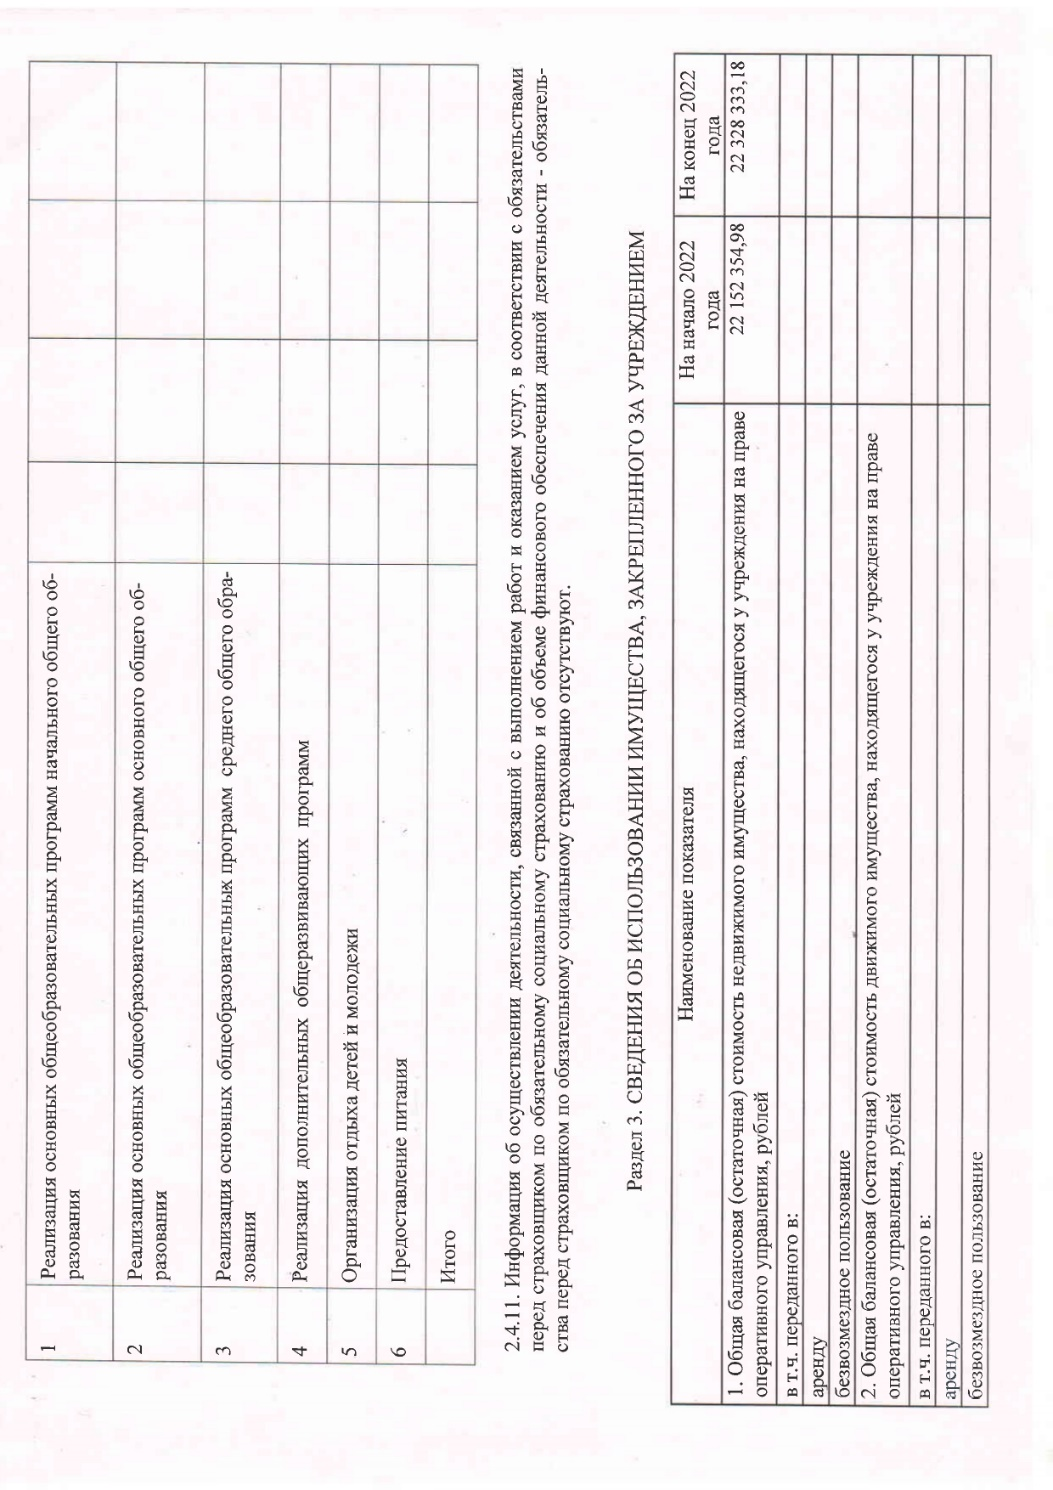 1 Реализация основных общеобразовательных программ начального общего об-
разования
2 Реализация основных общеобразовательных программ основного общего об-
разования
3 Реализация основных общеобразовательных программ среднего общего обра-
зования
4 Реализация дополнительных общеразвивающих программ
5 Организация отдыха детей и молодежи
6 Предоставление питания
Итого
2.4.11. Информация об осуществлении деятельности, связанной с выполнением работ и оказанием услуг, в соответствии с обязательствами
перед страховщиком по обязательному социальному страхованию и об объеме финансового обеспечения данной деятельности - обязатель-
ства перед страховщиком по обязательному социальному страхованию отсутствуют.
Раздел 3. СВЕДЕНИЯ ОБ ИСПОЛЬЗОВАНИИ ИМУЩЕСТВА, ЗАКРЕПЛЕННОГО ЗА УЧРЕЖДЕНИЕМ
Наименование показателя На начало 2022 На конец 2022
года года
1. Общая балансовая (остаточная) стоимость недвижимого имущества, находящегося у учреждения на праве 22 152 354,98 22 328 333,18
оперативного управления, рублей
в т.ч. переданного в:
аренду
безвозмездное пользование
2. Общая балансовая (остаточная) стоимость движимого имущества, находящегося у учреждения на праве
оперативного управления, рублей
в т.ч. переданного в:
аренду
безвозмездное пользование